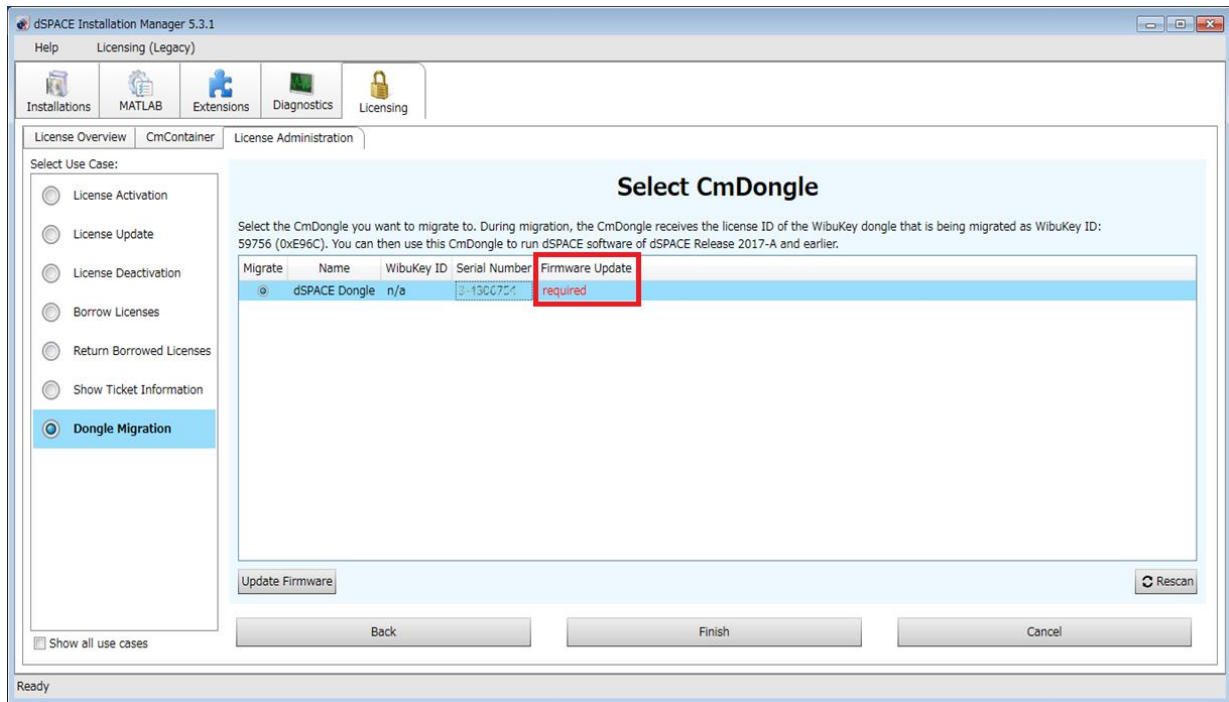 dSPACE Installation Manager 5.3.1
Help Licensing (Legacy)
Installations MATLAB Extensions Diagnostics Licensing
License Overview CmContainer License Administration
Select Use Case:
License Activation
License Update
License Deactivation
Borrow Licenses
Return Borrowed Licenses
Show Ticket Information
Dongle Migration
Show all use cases
Select CmDongle
Select the CmDongle you want to migrate to. During migration, the CmDongle receives the license ID of the WibuKey dongle that is being migrated as WibuKey ID:
59756 (0xE96C). You can then use this CmDongle to run dSPACE software of dSPACE Release 2017-A and earlier.
Migrate Name WibuKey ID Serial Number Firmware Update
dSPACE Dongle n/a required
Update Firmware Rescan
Back Finish Cancel
Ready